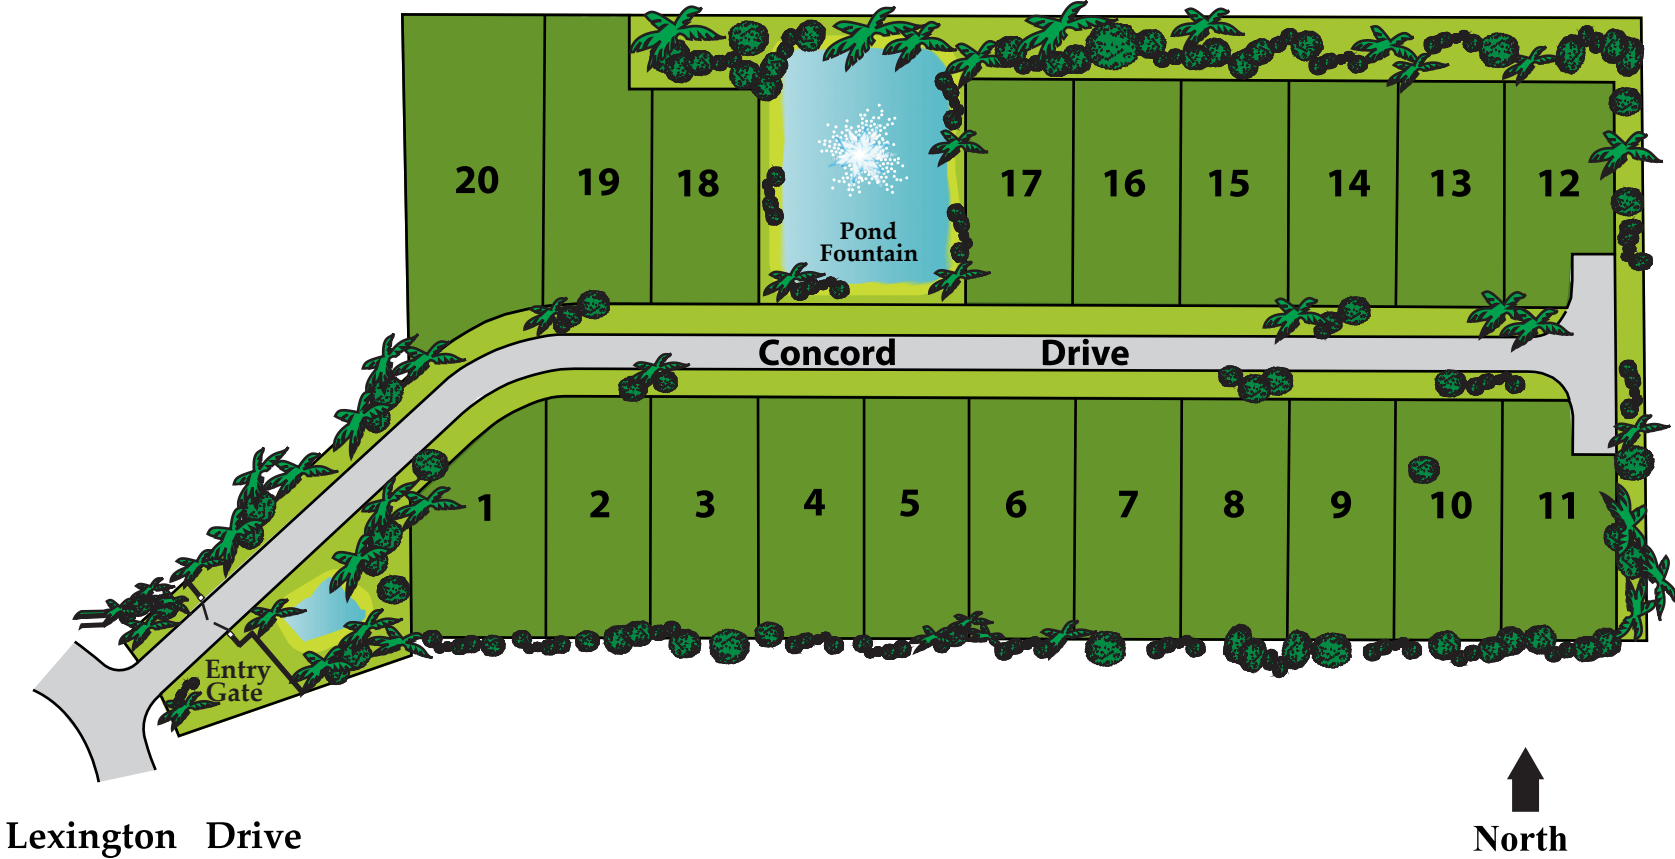 20 19 18 17 16 15 14 13 12
Pond
Fountain
Concord Drive
1 2 3 4 5 6 7 8 9 10 11
Entry
Gate
Lexington Drive
North